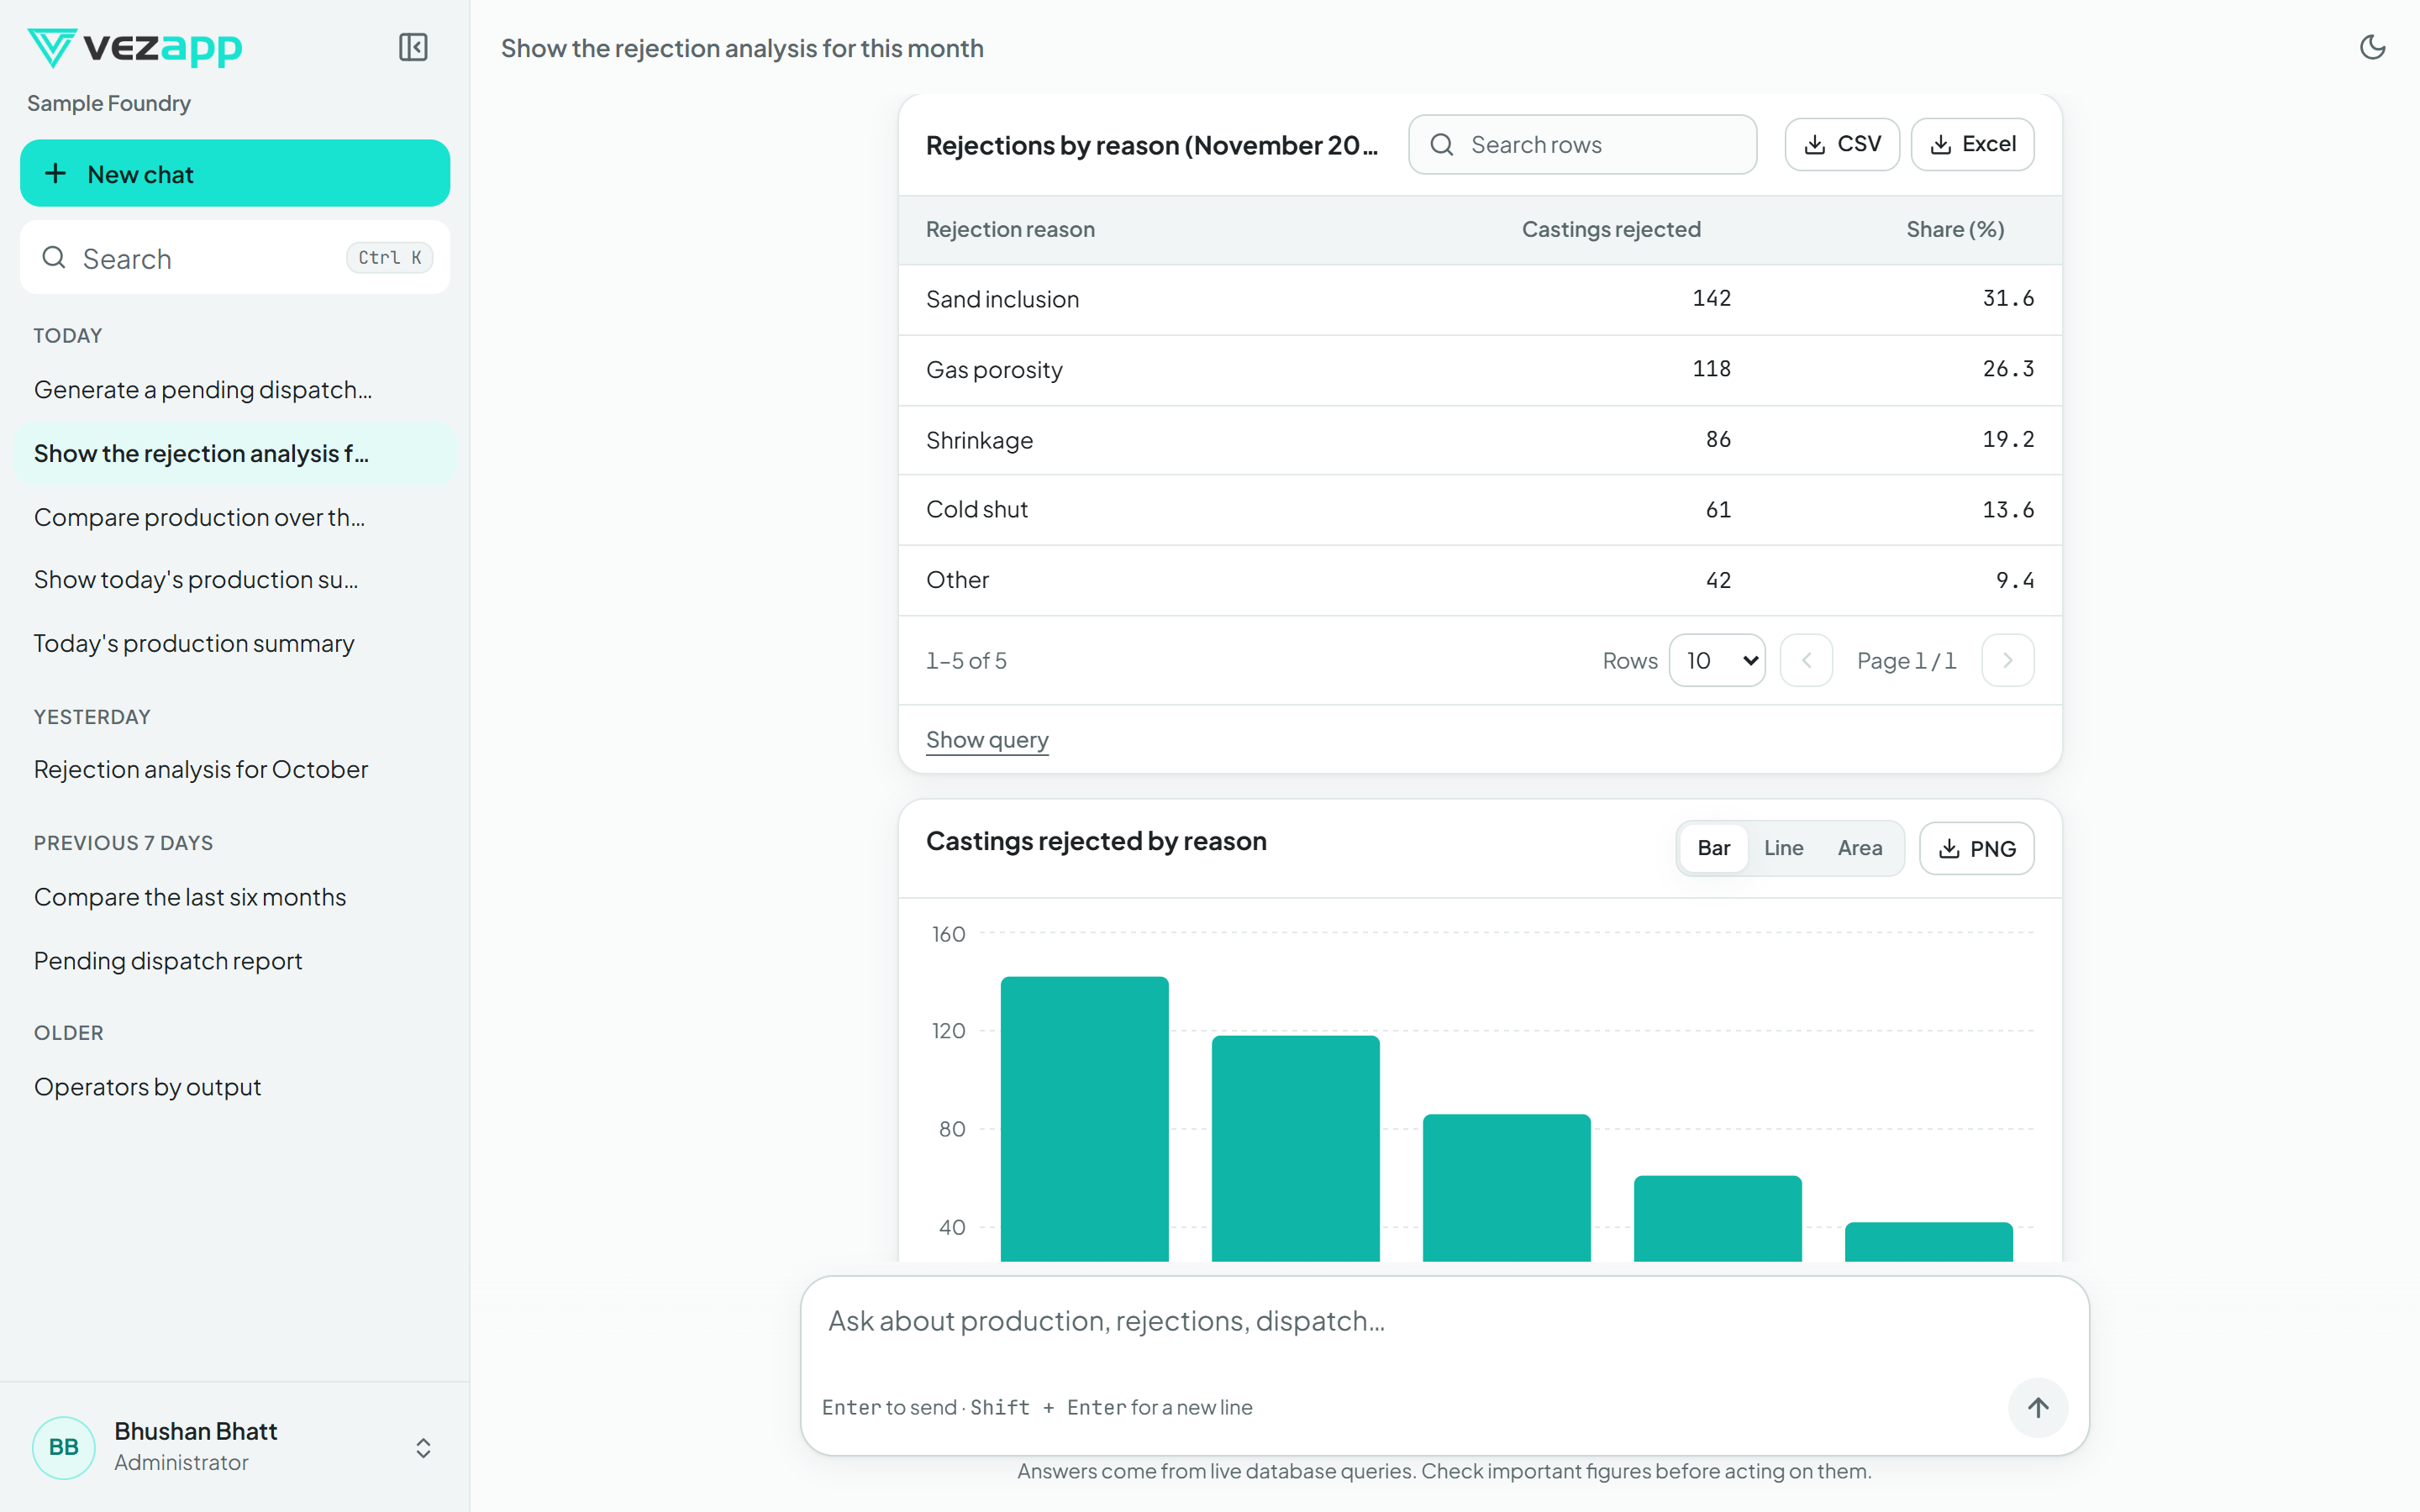 vezapp
Sample Foundry
New chat
Search Ctrl K
TODAY
Generate a pending dispatch...
Show the rejection analysis f...
Compare production over th...
Show today's production su...
Today's production summary
YESTERDAY
Rejection analysis for October
PREVIOUS 7 DAYS
Compare the last six months
Pending dispatch report
OLDER
Operators by output
BB
Bhushan Bhatt
Administrator
Show the rejection analysis for this month
Rejections by reason (November 20... Search rows CSV Excel
Rejection reason Castings rejected Share (%)
Sand inclusion 142 31.6
Gas porosity 118 26.3
Shrinkage 86 19.2
Cold shut 61 13.6
Other 42 9.4
1–5 of 5 Rows 10 Page 1 / 1
Show query
Castings rejected by reason Bar Line Area PNG
160
120
80
40
Ask about production, rejections, dispatch...
Enter to send · Shift + Enter for a new line
Answers come from live database queries. Check important figures before acting on them.